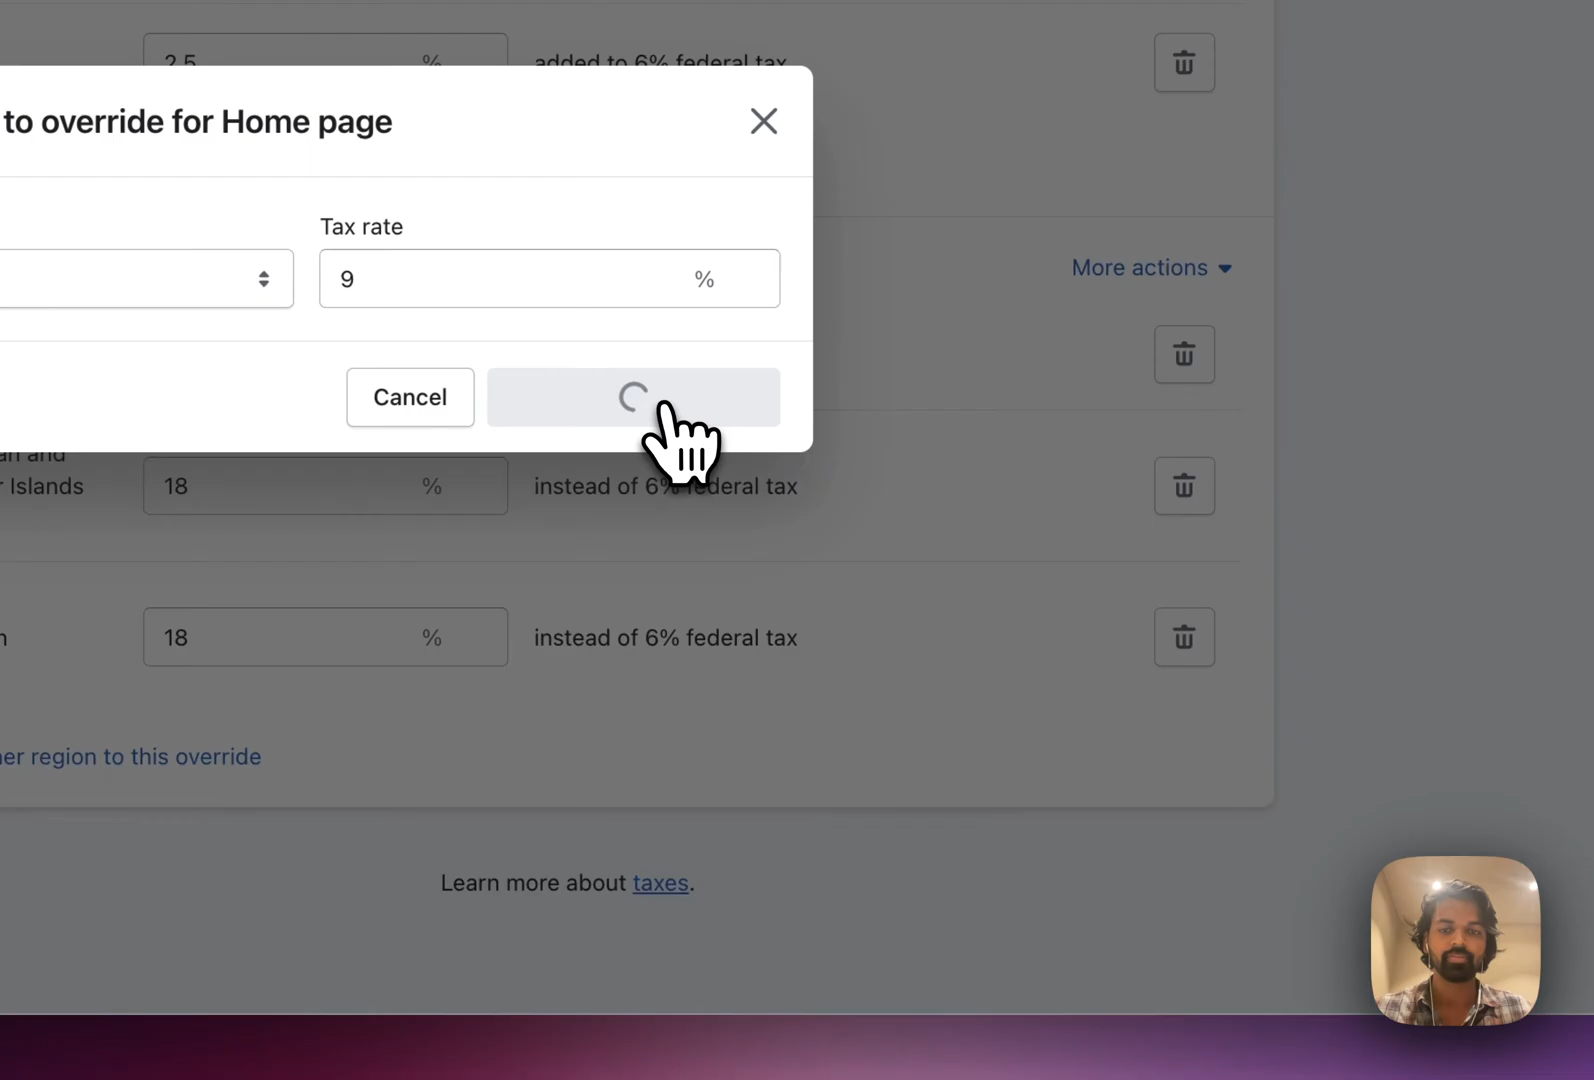 2.5 % added to 6% federal tax
to override for Home page
Tax rate
9 %
More actions
Cancel
an and
Islands 18 % instead of 6% federal tax
18 % instead of 6% federal tax
region to this override
Learn more about taxes.